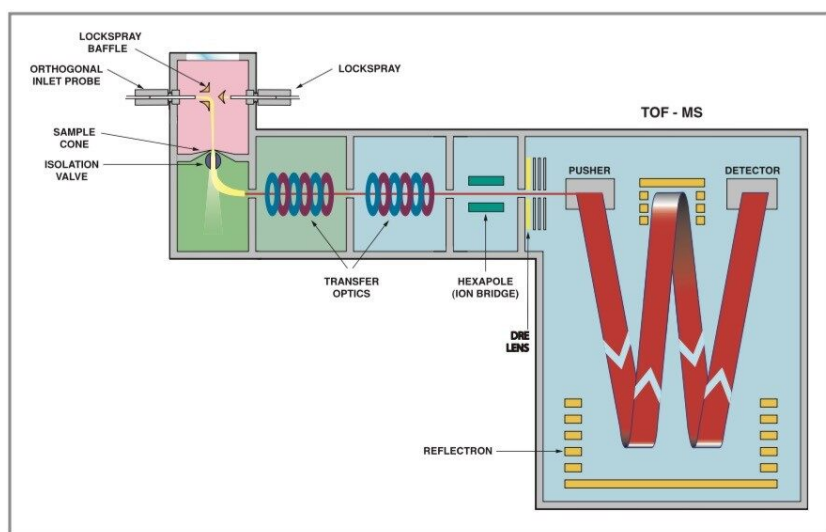 LOCKSPRAY
BAFFLE
ORTHOGONAL
INLET PROBE
LOCKSPRAY
SAMPLE
CONE
ISOLATION
VALVE
TOF - MS
PUSHER
DETECTOR
TRANSFER
OPTICS
HEXAPOLE
(ION BRIDGE)
DRE
LENS
REFLECTRON